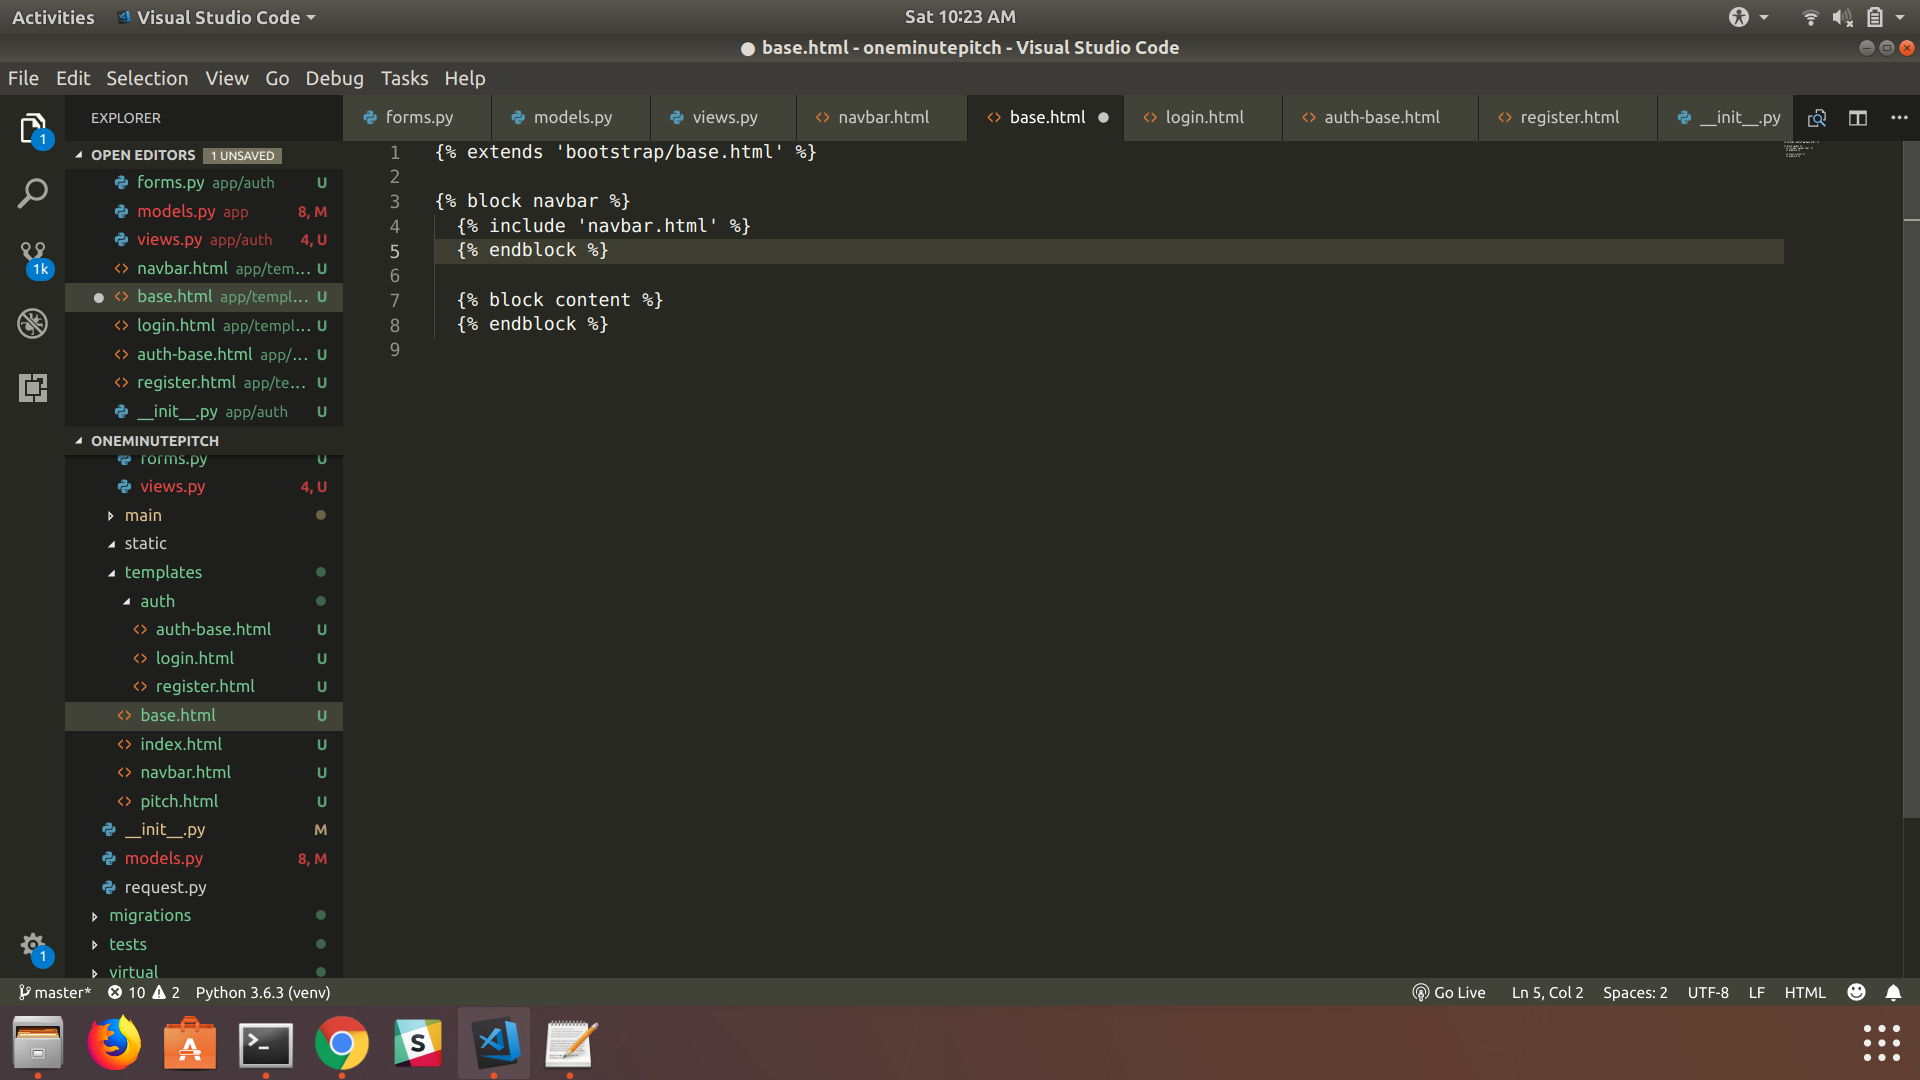 Activities Visual Studio Code Sat 10:23 AM
base.html - oneminutepitch - Visual Studio Code
File Edit Selection View Go Debug Tasks Help
EXPLORER forms.py models.py views.py navbar.html base.html login.html auth-base.html register.html __init__.py
1
1k
1
OPEN EDITORS 1 UNSAVED
forms.py app/auth U
models.py app 8, M
views.py app/auth 4, U
navbar.html app/tem... U
base.html app/templ... U
login.html app/templ... U
auth-base.html app/... U
register.html app/te... U
__init__.py app/auth U
ONEMINUTEPITCH
forms.py U
views.py 4, U
main
static
templates
auth
auth-base.html U
login.html U
register.html U
base.html U
index.html U
navbar.html U
pitch.html U
__init__.py M
models.py 8, M
request.py
migrations
tests
virtual
1 {% extends 'bootstrap/base.html' %}
2
3 {% block navbar %}
4 {% include 'navbar.html' %}
5 {% endblock %}
6
7 {% block content %}
8 {% endblock %}
9
master* 10 2 Python 3.6.3 (venv) Go Live Ln 5, Col 2 Spaces: 2 UTF-8 LF HTML
S